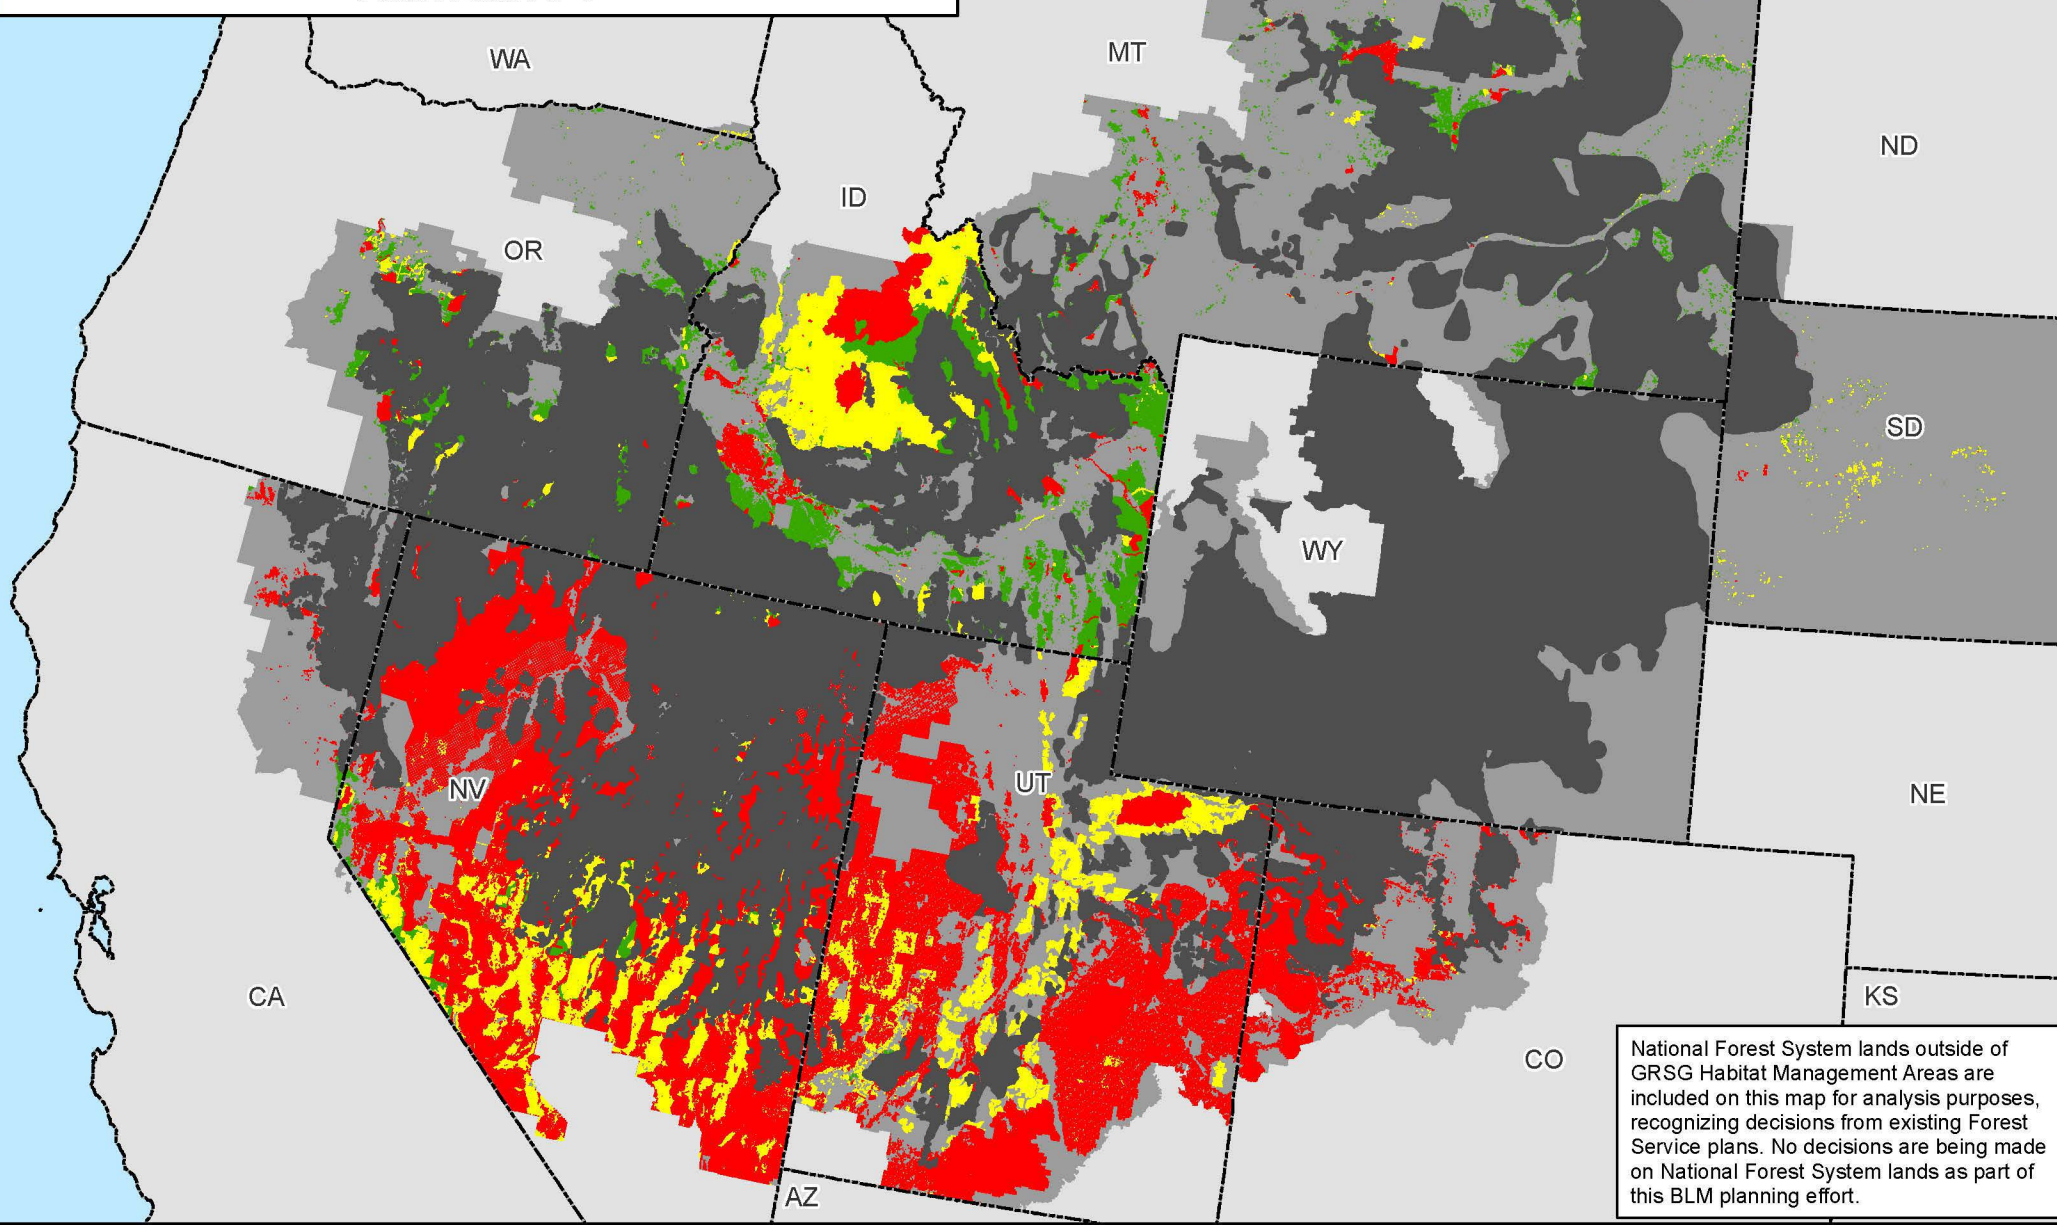 WA
MT
ND
ID
OR
SD
WY
NV
UT
NE
CA
KS
CO
AZ
National Forest System lands outside of
GRSG Habitat Management Areas are
included on this map for analysis purposes,
recognizing decisions from existing Forest
Service plans. No decisions are being made
on National Forest System lands as part of
this BLM planning effort.